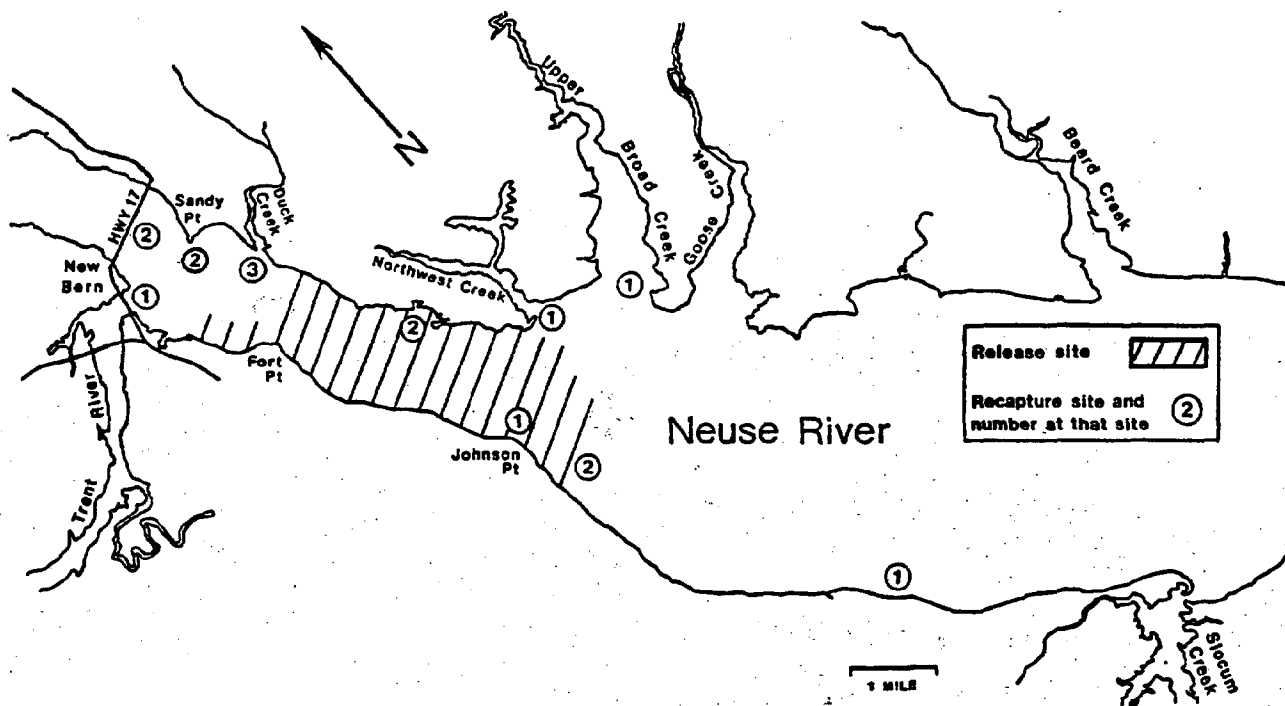 N
Upper
Broad
Creek
Goose
Creek
Beard Creek
HWY 17
Sandy
Pt
Duck
Creek
2
2
3
New
Bern
1
Northwest Creek
2
1
1
Fort
Pt
1
Johnson
Pt
2
Neuse River
Release site
Recapture site and
number at that site
2
Trent
River
1
1 MILE
Slocum
Creek